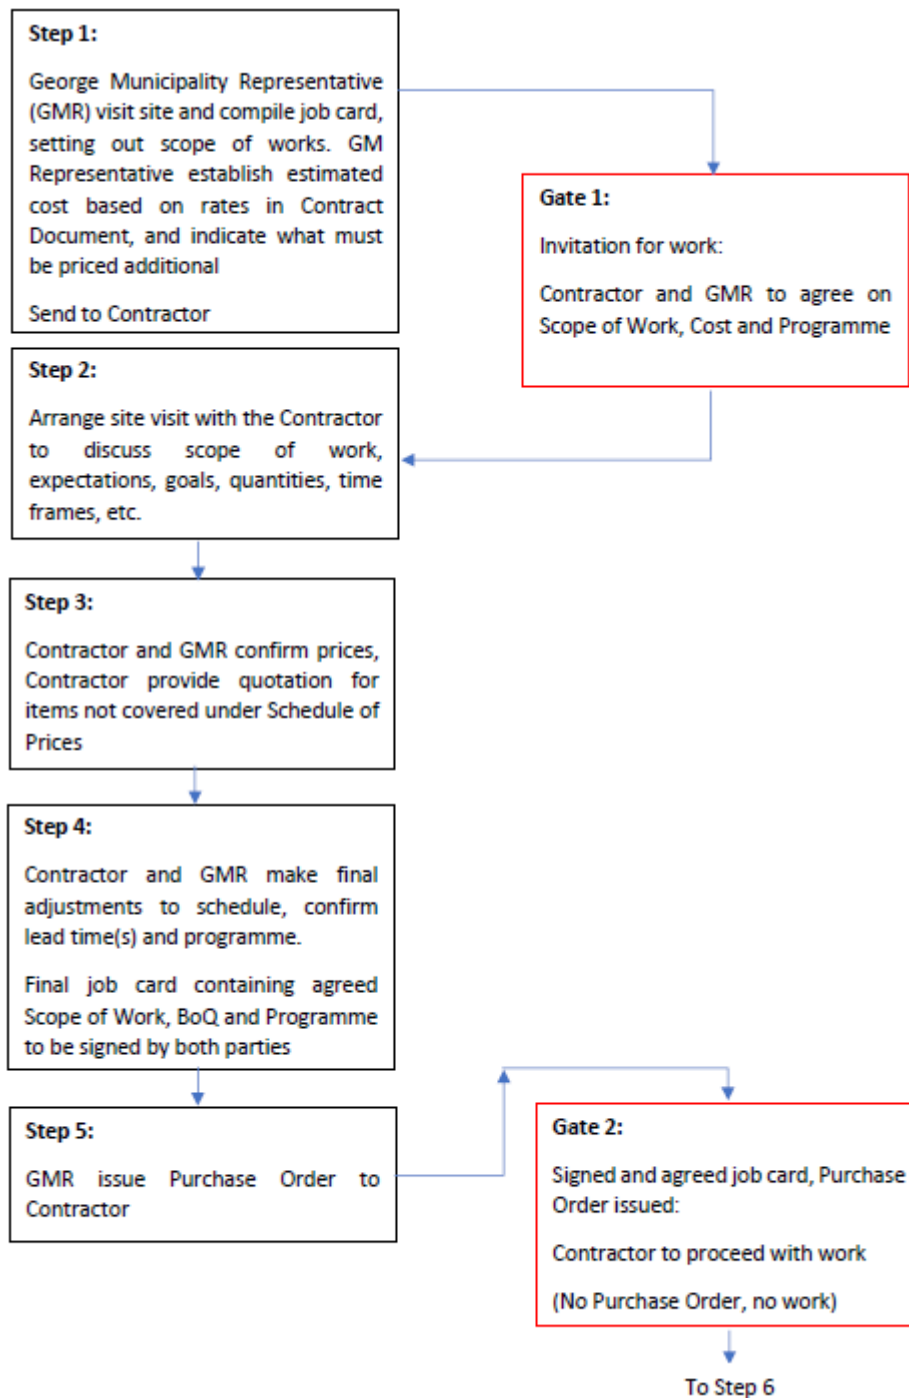 Step 1:
George Municipality Representative
(GMR) visit site and compile job card,
setting out scope of works. GM
Representative establish estimated
cost based on rates in Contract
Document, and indicate what must
be priced additional
Send to Contractor
Gate 1:
Invitation for work:
Contractor and GMR to agree on
Scope of Work, Cost and Programme
Step 2:
Arrange site visit with the Contractor
to discuss scope of work,
expectations, goals, quantities, time
frames, etc.
Step 3:
Contractor and GMR confirm prices,
Contractor provide quotation for
items not covered under Schedule of
Prices
Step 4:
Contractor and GMR make final
adjustments to schedule, confirm
lead time(s) and programme.
Final job card containing agreed
Scope of Work, BoQ and Programme
to be signed by both parties
Step 5:
GMR issue Purchase Order to
Contractor
Gate 2:
Signed and agreed job card, Purchase
Order issued:
Contractor to proceed with work
(No Purchase Order, no work)
To Step 6